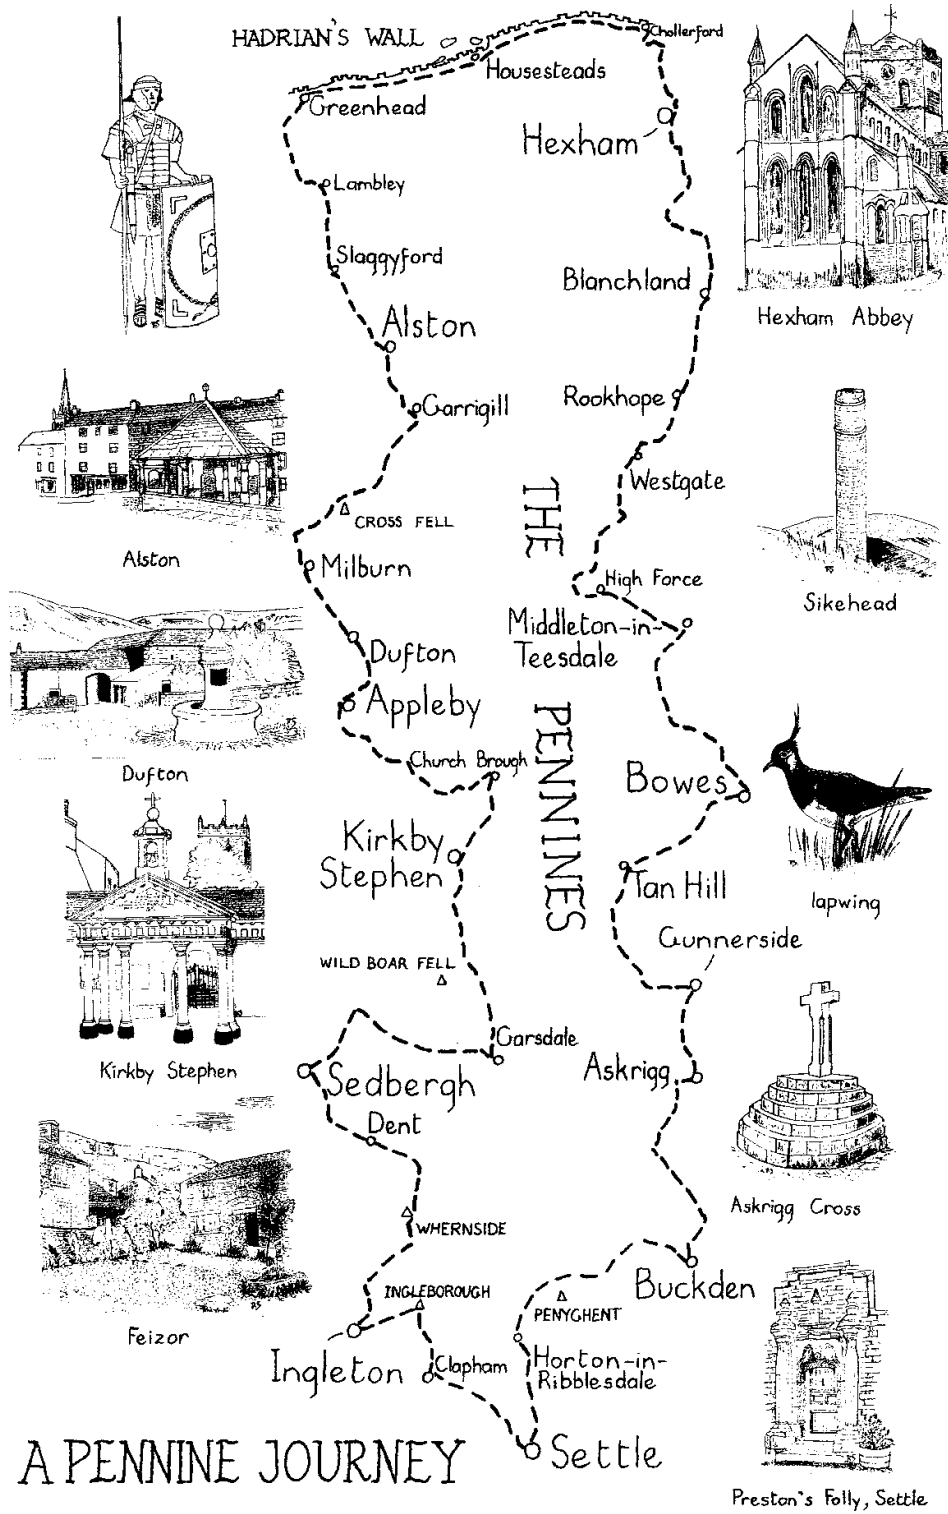 HADRIAN'S WALL
Chollerford
Housesteads
Greenhead
Hexham
Lambley
Slaggyford
Blanchland
Hexham Abbey
Alston
Rookhope
Garrigill
Westgate
THE
CROSS FELL
Alston
Milburn
High Force
Sikehead
Middleton-in-
Teesdale
Dufton
Appleby
PENNINES
Church Brough
Dufton
Bowes
Kirkby
Stephen
Tan Hill
lapwing
Gunnerside
WILD BOAR FELL
Garsdale
Kirkby Stephen
Sedbergh
Askrigg
Dent
Askrigg Cross
WHERNSIDE
Buckden
INGLEBOROUGH
PENYGHENT
Feizor
Ingleton
Clapham
Horton-in-
Ribblesdale
Settle
A PENNINE JOURNEY
Preston's Folly, Settle